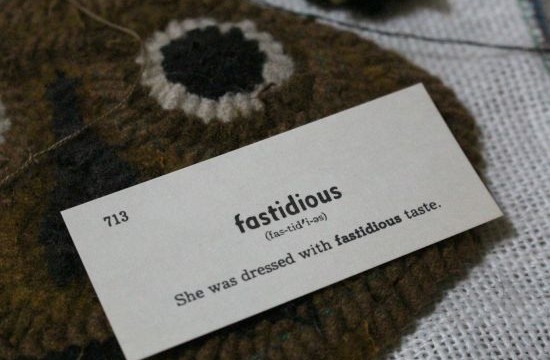 713
fastidious
(fas-tid′i-əs)
She was dressed with fastidious taste.